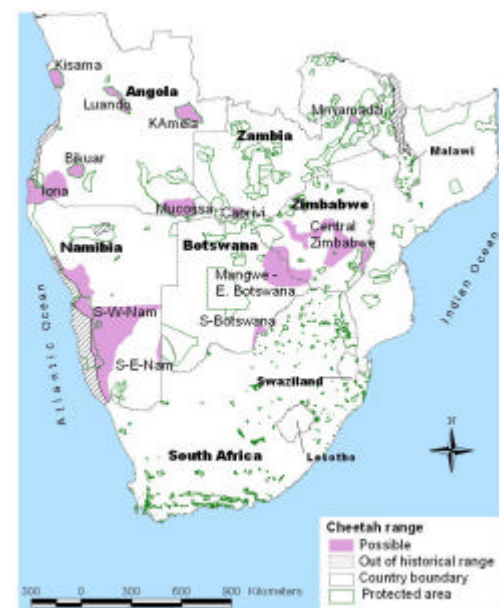 Kisama
Angola
Luando
KAmeia
Mnyamadzi
Zambia
Malawi
Bikuar
Iona
Mucossa
Caprivi
Zimbabwe
Central
Zimbabwe
Namibia
Botswana
Mangwe -
E. Botswana
Indian Ocean
Atlantic Ocean
S-W-Nam
S-Botswana
S-E-Nam
Swaziland
South Africa
Lesotho
N
Cheetah range
Possible
Out of historical range
Country boundary
Protected area
300 0 300 600 900 Kilometers